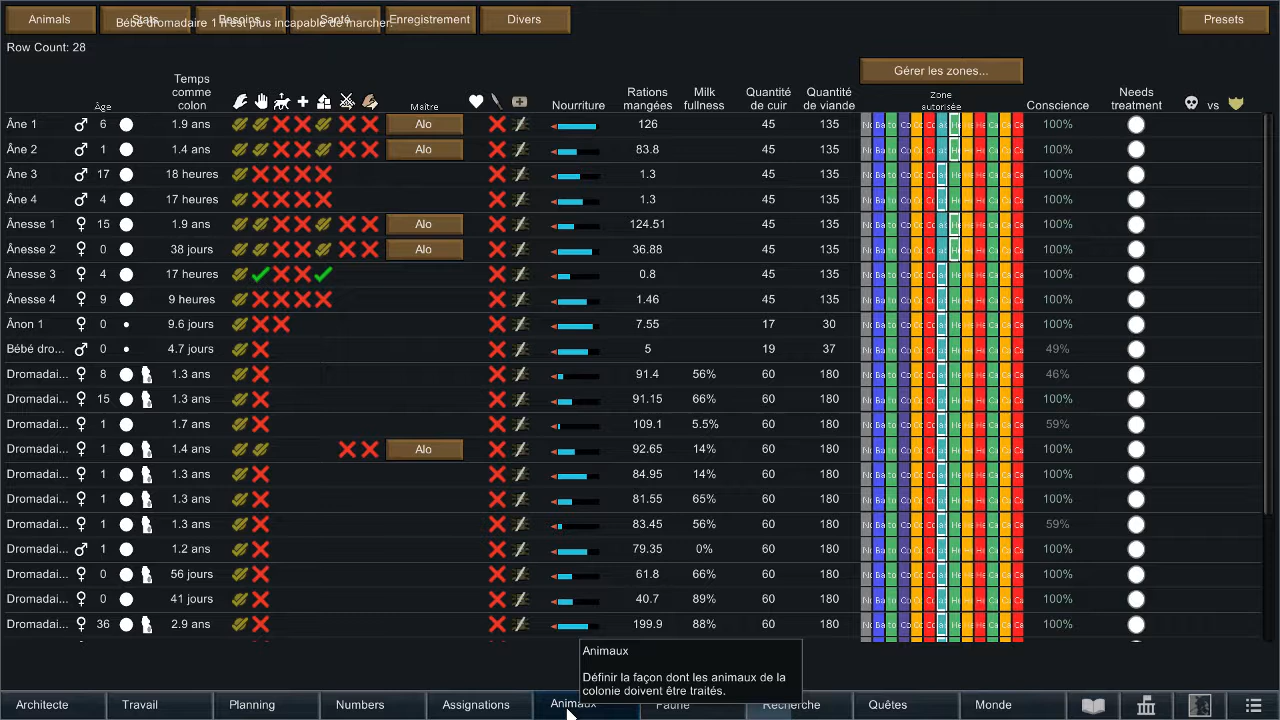 Animals Stats Besoins Santé Enregistrement Divers Presets
Bébé dromadaire 1 n'est plus incapable de marcher.
Row Count: 28
Gérer les zones...
Âge Temps comme colon Maître Nourriture Rations mangées Milk fullness Quantité de cuir Quantité de viande Zone autorisée Conscience Needs treatment vs
Âne 1 6 1.9 ans Alo 126 45 135 100%
Âne 2 1 1.4 ans Alo 83.8 45 135 100%
Âne 3 17 18 heures 1.3 45 135 100%
Âne 4 4 17 heures 1.3 45 135 100%
Ânesse 1 15 1.5 ans Alo 124.51 45 135 100%
Ânesse 2 0 38 jours Alo 36.88 45 135 100%
Ânesse 3 4 17 heures 0.8 45 135 100%
Ânesse 4 9 9 heures 1.46 45 135 100%
Ânon 1 0 9.6 jours 7.55 17 30 100%
Bébé dro... 0 4.7 jours 5 19 37 49%
Dromadai... 8 1.3 ans 91.4 56% 60 180 46%
Dromadai... 15 1.3 ans 91.15 66% 60 180 100%
Dromadai... 1 1.7 ans 109.1 5.5% 60 180 59%
Dromadai... 1 1.4 ans Alo 92.65 14% 60 180 100%
Dromadai... 1 1.3 ans 84.95 14% 60 180 100%
Dromadai... 1 1.3 ans 81.55 65% 60 180 100%
Dromadai... 1 1.3 ans 83.45 56% 60 180 59%
Dromadai... 1 1.2 ans 79.35 0% 60 180 100%
Dromadai... 0 56 jours 61.8 66% 60 180 100%
Dromadai... 0 41 jours 40.7 89% 60 180 100%
Dromadai... 36 2.9 ans 199.9 88% 60 180 100%
Animaux
Définir la façon dont les animaux de la
colonie doivent être traités.
Architecte Travail Planning Numbers Assignations Animaux Faune Recherche Quêtes Monde